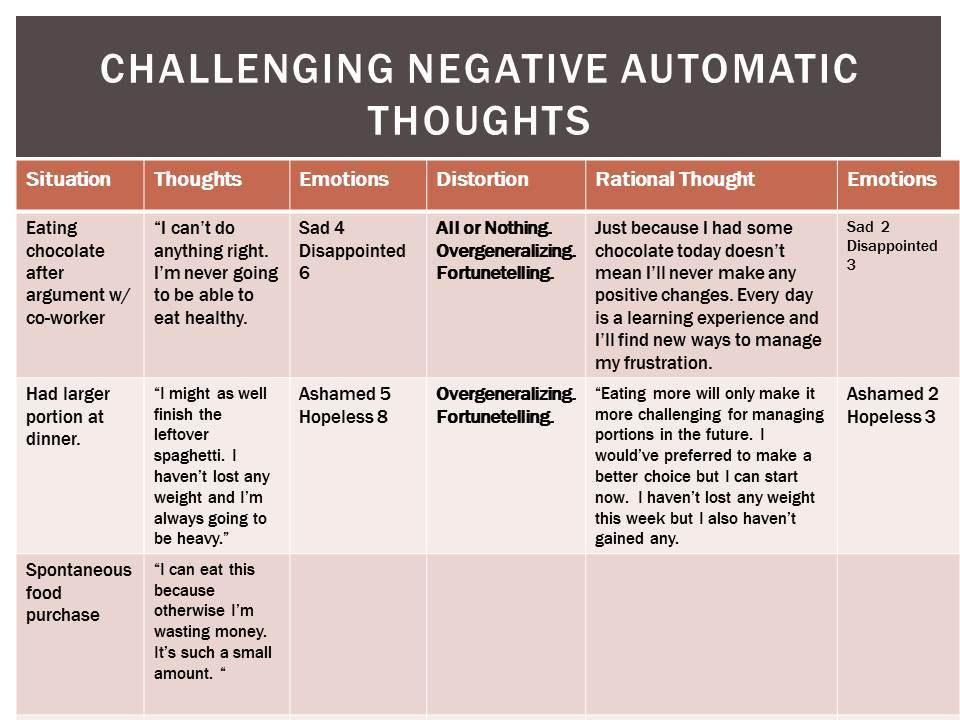 CHALLENGING NEGATIVE AUTOMATIC
THOUGHTS
Situation
Thoughts
Emotions
Distortion
Rational Thought
Emotions
Eating
chocolate
after
argument w/
co-worker
“I can’t do
anything right.
I’m never going
to be able to
eat healthy.
Sad 4
Disappointed
6
All or Nothing.
Overgeneralizing.
Fortunetelling.
Just because I had some
chocolate today doesn’t
mean I’ll never make any
positive changes. Every day
is a learning experience and
I’ll find new ways to manage
my frustration.
Sad 2
Disappointed
3
Had larger
portion at
dinner.
“I might as well
finish the
leftover
spaghetti. I
haven’t lost any
weight and I’m
always going to
be heavy.”
Ashamed 5
Hopeless 8
Overgeneralizing.
Fortunetelling.
“Eating more will only make it
more challenging for managing
portions in the future. I
would’ve preferred to make a
better choice but I can start
now. I haven’t lost any weight
this week but I also haven’t
gained any.
Ashamed 2
Hopeless 3
Spontaneous
food
purchase
“I can eat this
because
otherwise I’m
wasting money.
It’s such a small
amount. “